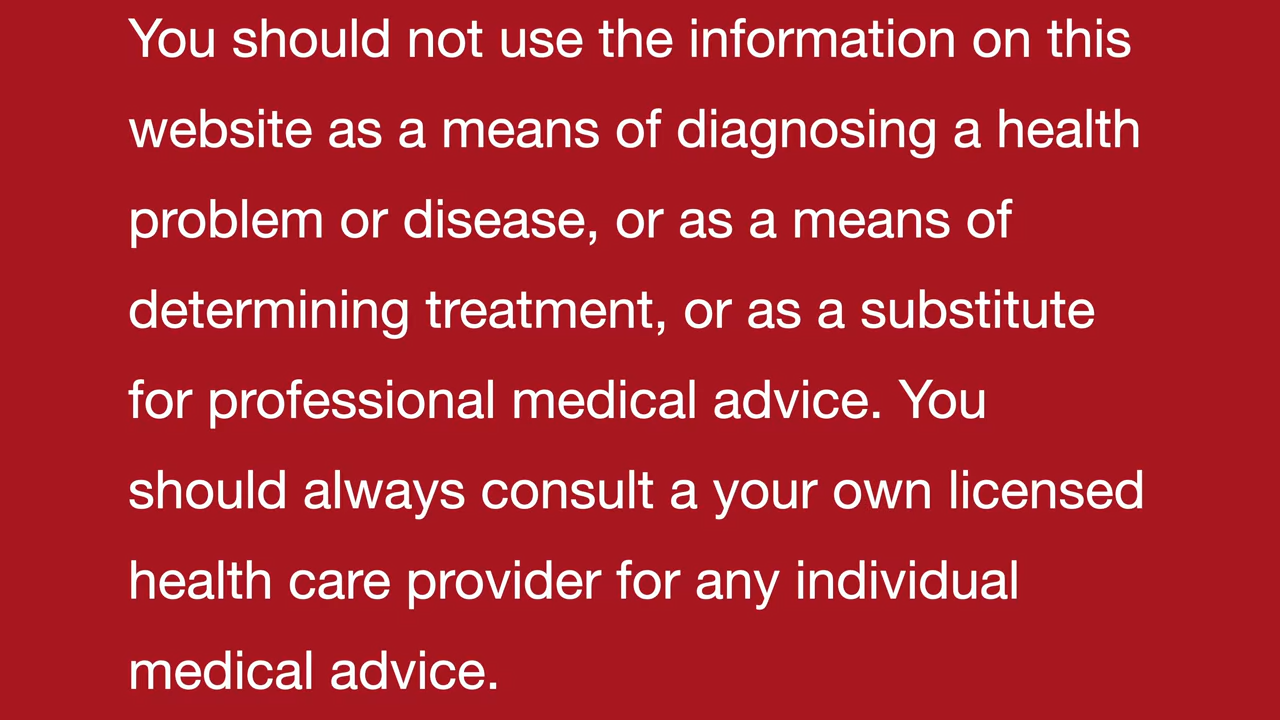 You should not use the information on this
website as a means of diagnosing a health
problem or disease, or as a means of
determining treatment, or as a substitute
for professional medical advice. You
should always consult a your own licensed
health care provider for any individual
medical advice.